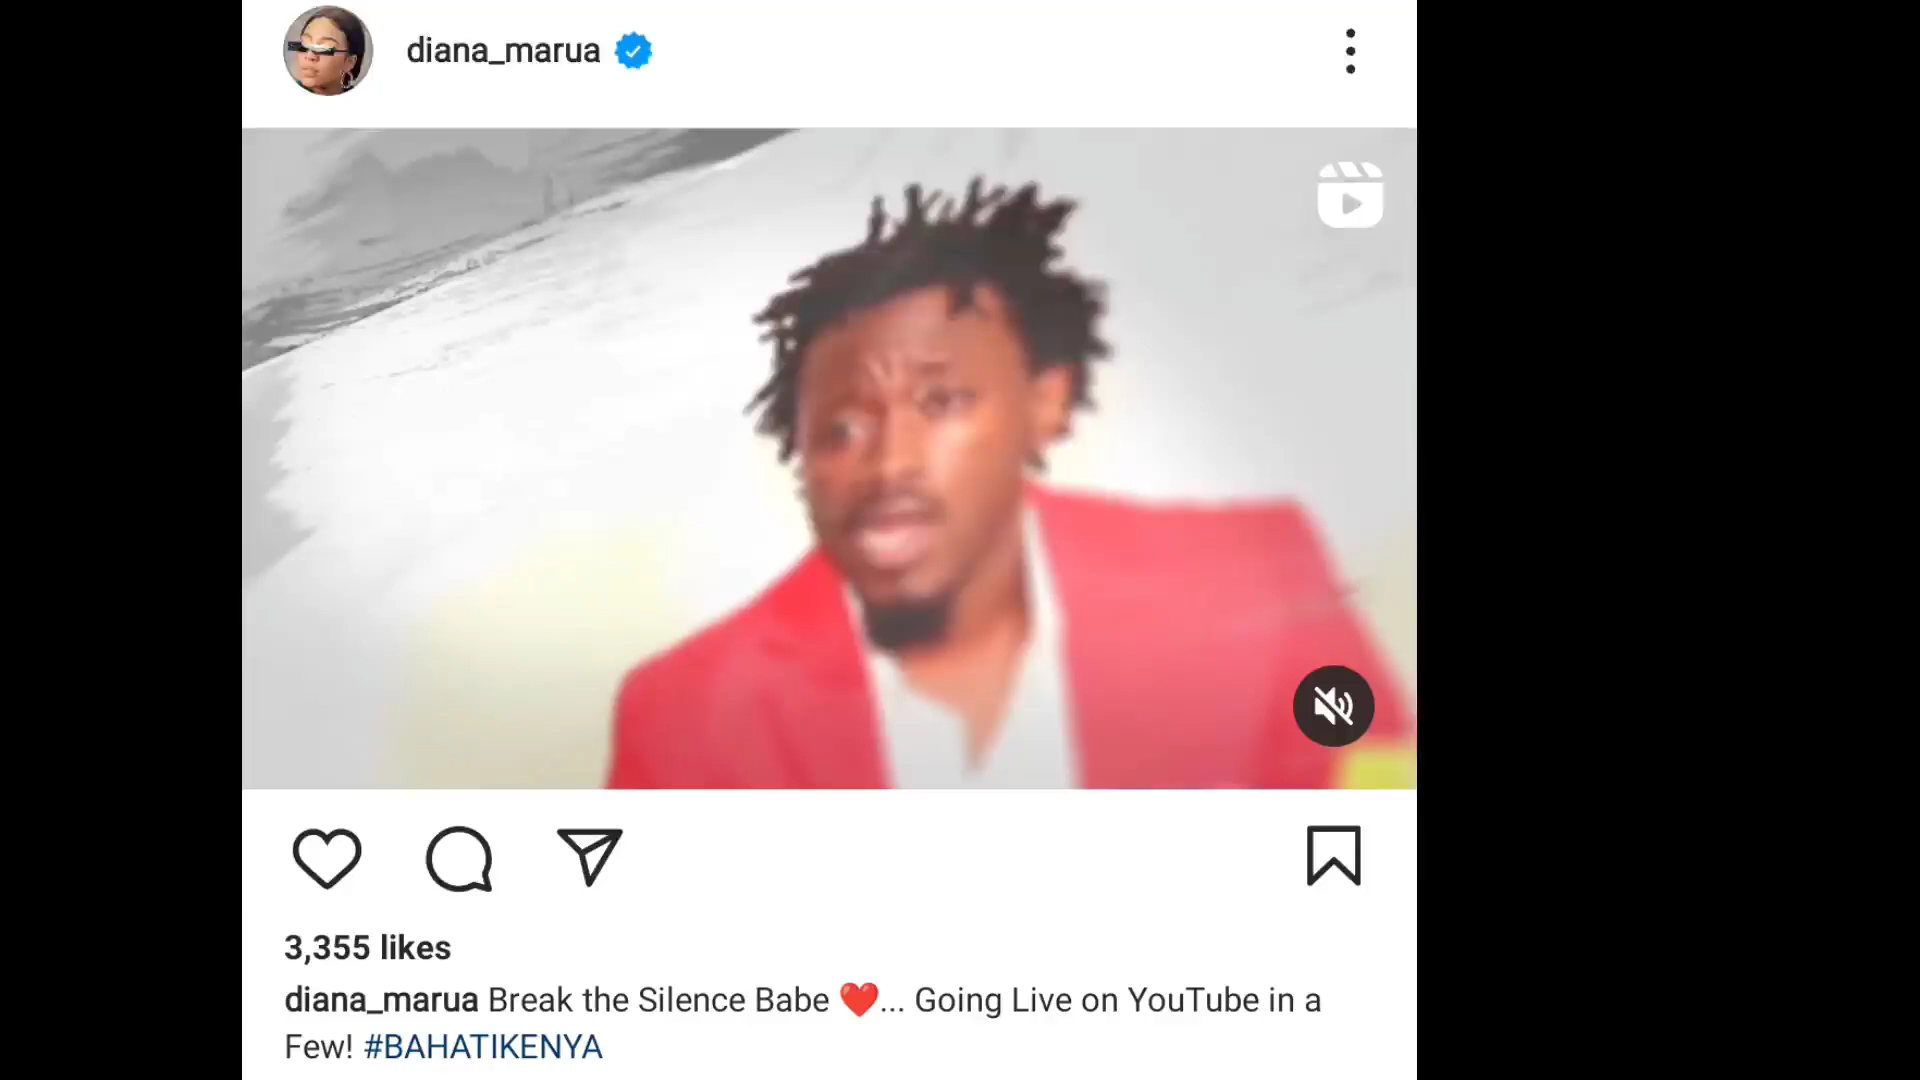 diana_marua
3,355 likes
diana_marua Break the Silence Babe ❤️... Going Live on YouTube in a
Few! #BAHATIKENYA